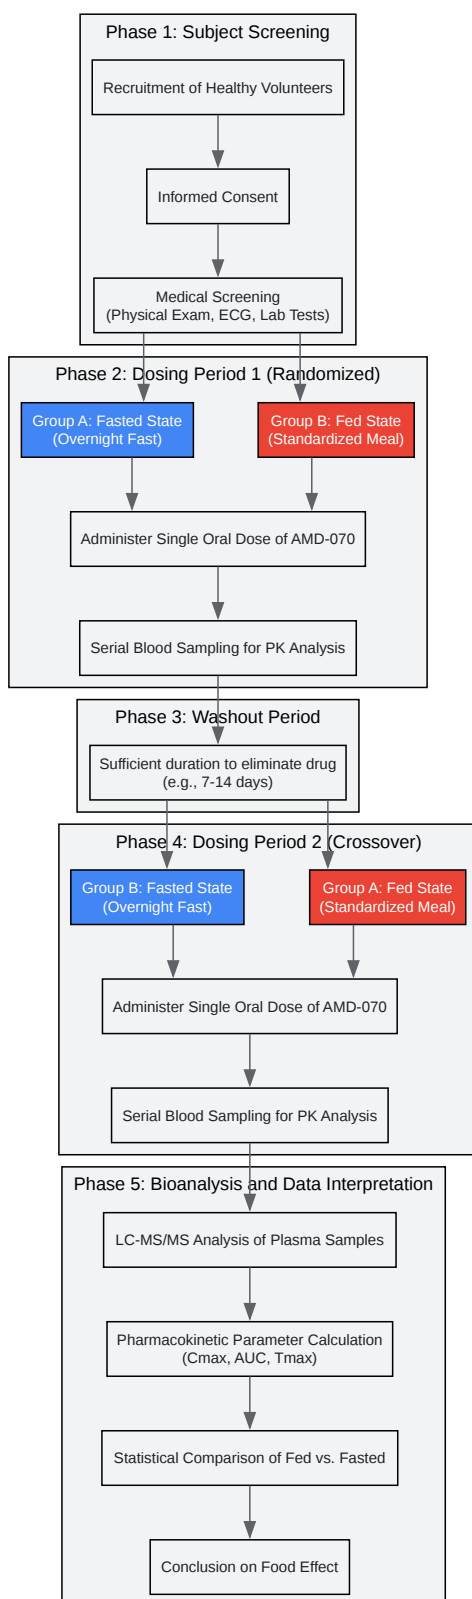 Phase 1: Subject Screening
Recruitment of Healthy Volunteers
Informed Consent
Medical Screening
(Physical Exam, ECG, Lab Tests)
Phase 2: Dosing Period 1 (Randomized)
Group A: Fasted State
(Overnight Fast)
Group B: Fed State
(Standardized Meal)
Administer Single Oral Dose of AMD-070
Serial Blood Sampling for PK Analysis
Phase 3: Washout Period
Sufficient duration to eliminate drug
(e.g., 7-14 days)
Phase 4: Dosing Period 2 (Crossover)
Group B: Fasted State
(Overnight Fast)
Group A: Fed State
(Standardized Meal)
Administer Single Oral Dose of AMD-070
Serial Blood Sampling for PK Analysis
Phase 5: Bioanalysis and Data Interpretation
LC-MS/MS Analysis of Plasma Samples
Pharmacokinetic Parameter Calculation
(Cmax, AUC, Tmax)
Statistical Comparison of Fed vs. Fasted
Conclusion on Food Effect